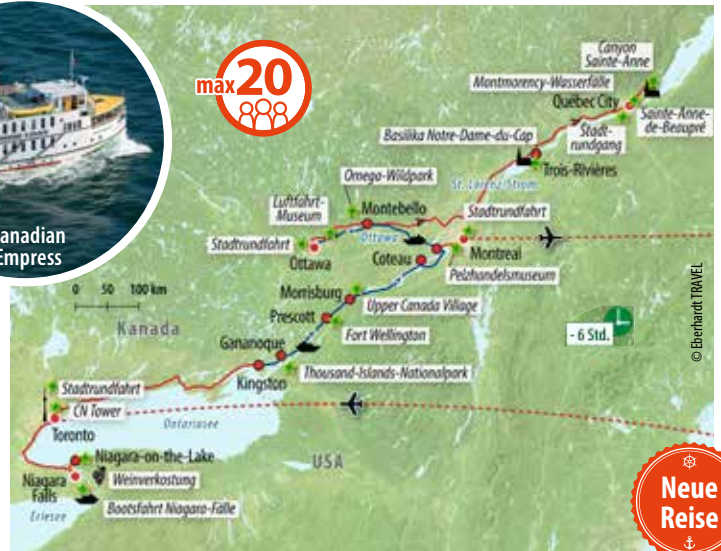 Canyon
Sainte-Anne
Montmorency-Wasserfälle
Québec City
Sainte-Anne-
de-Beaupré
Stadt-
rundgang
Basilika Notre-Dame-du-Cap
Trois-Rivières
St. Lorenz-Strom
max20
anadian
Empress
Omega-Wildpark
Luftfahrt-
Museum
Montebello
Stadtrundfahrt
Stadtrundfahrt
Ottawa
Ottawa
Coteau
Montreal
Pelzhandelsmuseum
0 50 100 km
Kanada
Morrisburg
Upper Canada Village
Prescott
Fort Wellington
Gananoque
Kingston
Thousand-Islands-Nationalpark
- 6 Std.
© Eberhardt TRAVEL
Stadtrundfahrt
CN Tower
Toronto
Ontariosee
USA
Niagara-on-the-Lake
Niagara
Falls
Weinverkostung
Bootsfahrt Niagara-Fälle
Eriesee
Neue
Reise